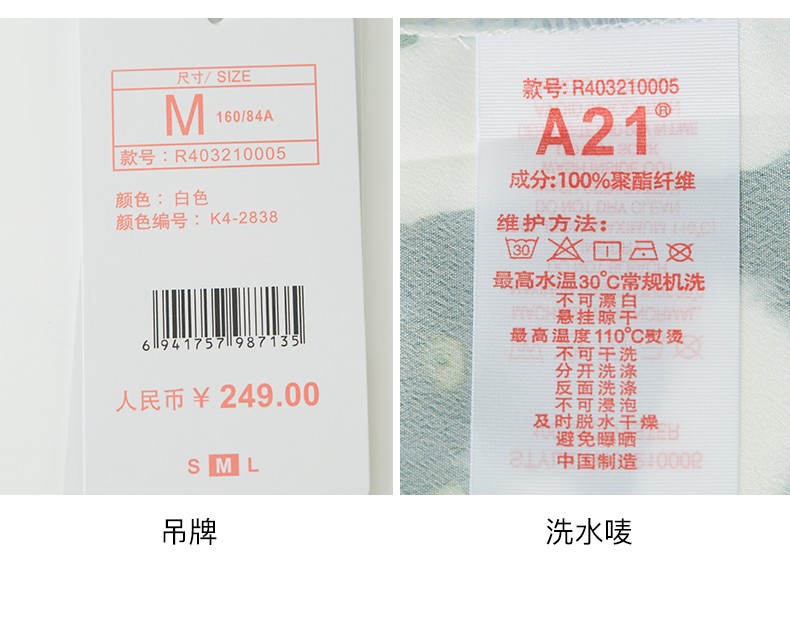 尺寸/ SIZE
M 160/84A
款号：R403210005
颜色：白色
颜色编号：K4-2838
6 941757 987135
人民币 ¥ 249.00
S M L
吊牌
款号: R403210005
A21®
成分:100%聚酯纤维
维护方法:
30
最高水温30°C常规机洗
不可漂白
悬挂晾干
最高温度110°C熨烫
不可干洗
分开洗涤
反面洗涤
不可浸泡
及时脱水干燥
避免曝晒
中国制造
洗水唛